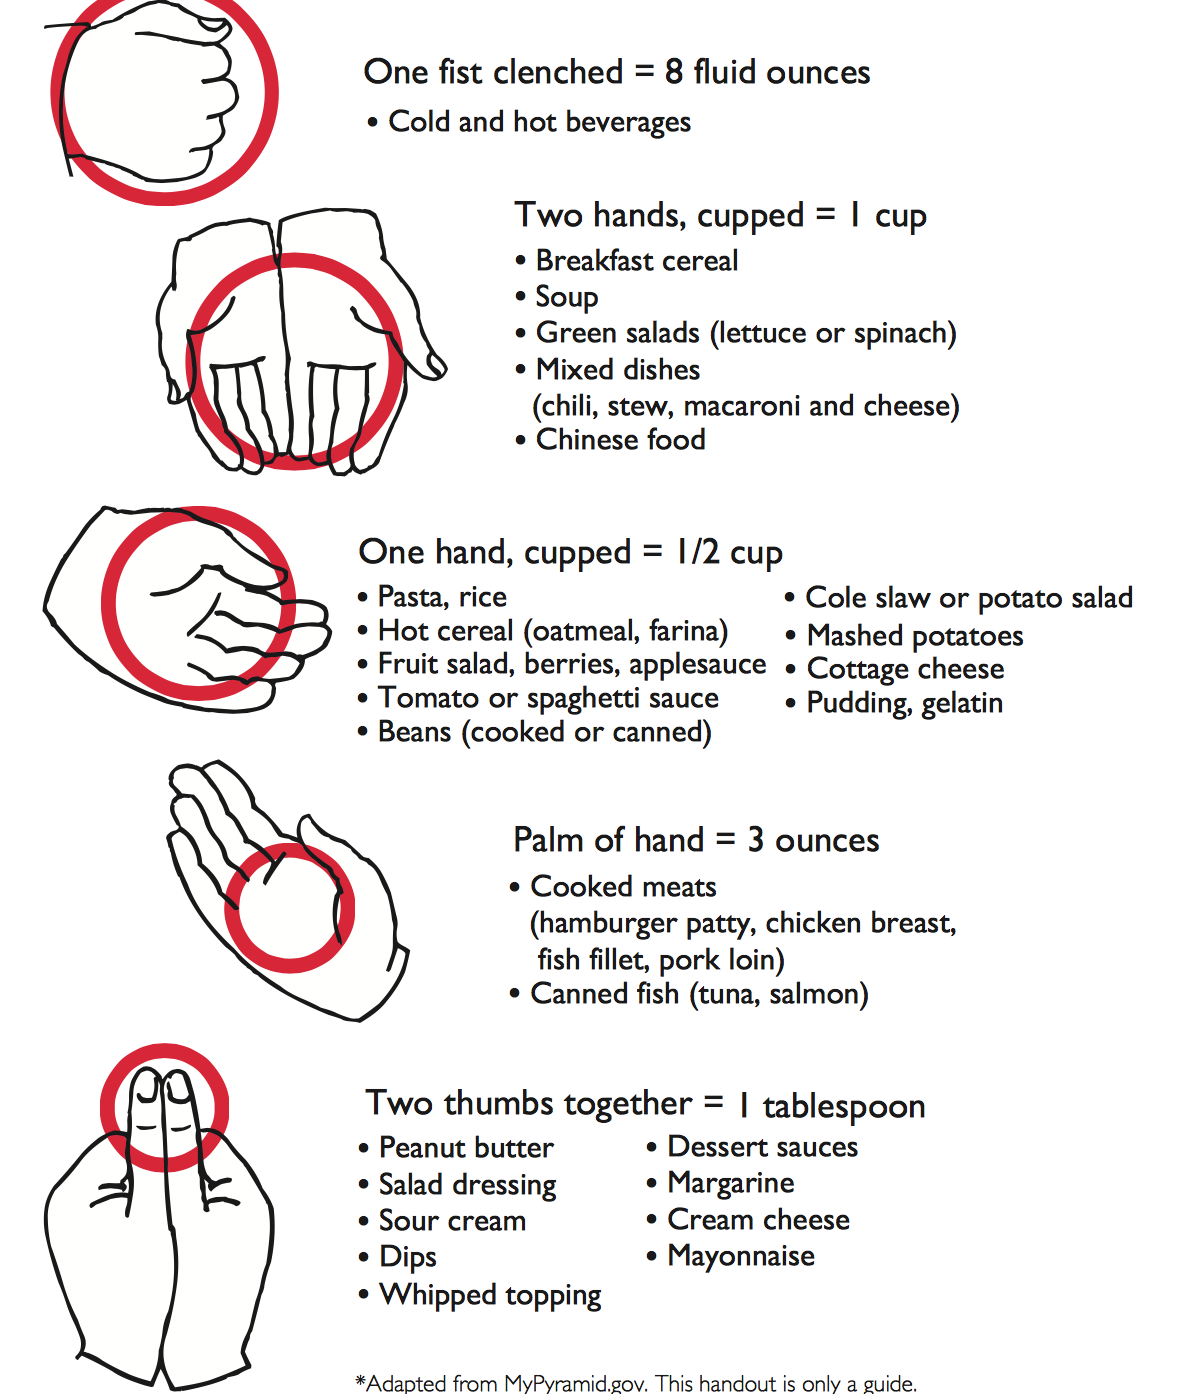 One fist clenched = 8 fluid ounces
• Cold and hot beverages
Two hands, cupped = 1 cup
• Breakfast cereal
• Soup
• Green salads (lettuce or spinach)
• Mixed dishes
(chili, stew, macaroni and cheese)
• Chinese food
One hand, cupped = 1/2 cup
• Pasta, rice
• Hot cereal (oatmeal, farina)
• Fruit salad, berries, applesauce
• Tomato or spaghetti sauce
• Beans (cooked or canned)
• Cole slaw or potato salad
• Mashed potatoes
• Cottage cheese
• Pudding, gelatin
Palm of hand = 3 ounces
• Cooked meats
(hamburger patty, chicken breast,
fish fillet, pork loin)
• Canned fish (tuna, salmon)
Two thumbs together = 1 tablespoon
• Peanut butter
• Salad dressing
• Sour cream
• Dips
• Whipped topping
• Dessert sauces
• Margarine
• Cream cheese
• Mayonnaise
*Adapted from MyPyramid.gov. This handout is only a guide.